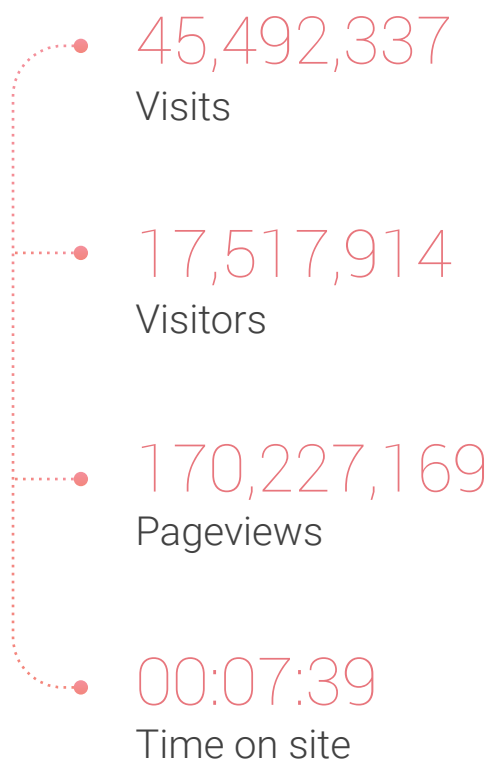 45,492,337
Visits
17,517,914
Visitors
170,227,169
Pageviews
00:07:39
Time on site